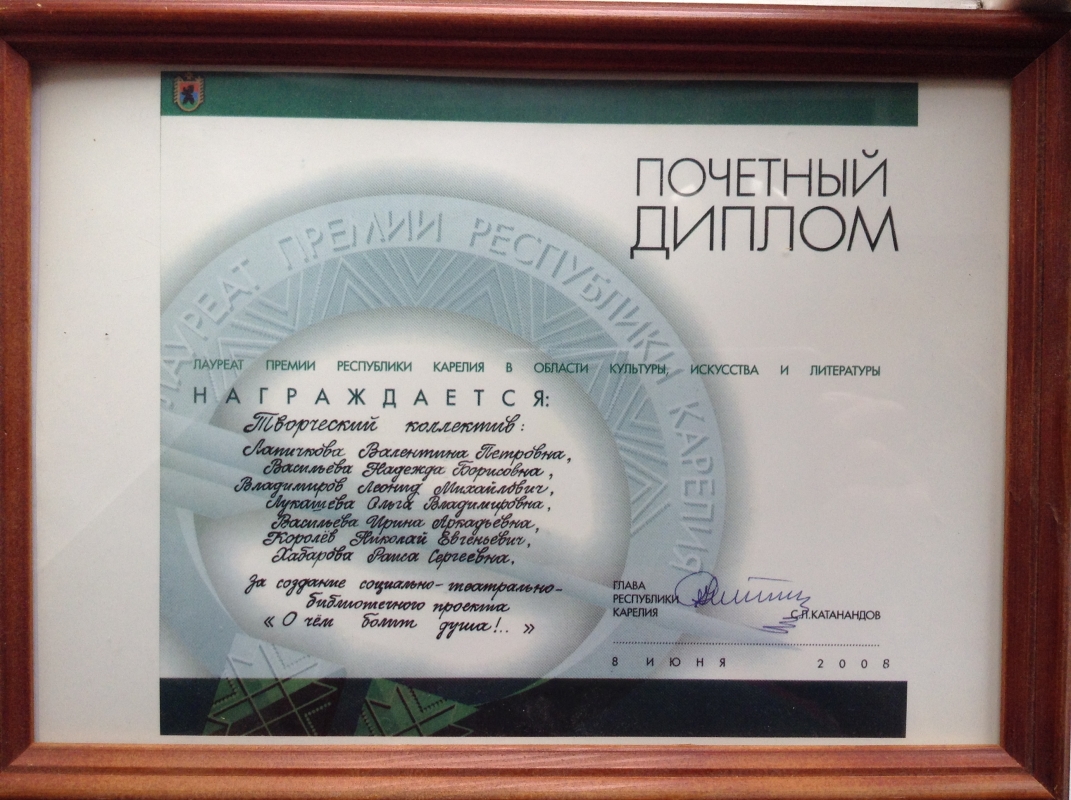 ПОЧЕТНЫЙ
ДИПЛОМ
ЛАУРЕАТ ПРЕМИИ РЕСПУБЛИКИ КАРЕЛИЯ
ЛАУРЕАТ ПРЕМИИ РЕСПУБЛИКИ КАРЕЛИЯ В ОБЛАСТИ КУЛЬТУРЫ, ИСКУССТВА И ЛИТЕРАТУРЫ
НАГРАЖДАЕТСЯ:
Творческий коллектив:
Лапичкова Валентина Петровна,
Васильева Надежда Борисовна,
Владимиров Леонид Михайлович,
Лукашева Ольга Владимировна,
Васильева Ирина Аркадьевна,
Королёв Николай Евгеньевич,
Хабарова Раиса Сергеевна,
за создание социально-театрально-
библиотечного проекта
«О чём болит душа!..»
ГЛАВА
РЕСПУБЛИКИ
КАРЕЛИЯ
С.Л.КАТАНАНДОВ
8 ИЮНЯ 2008